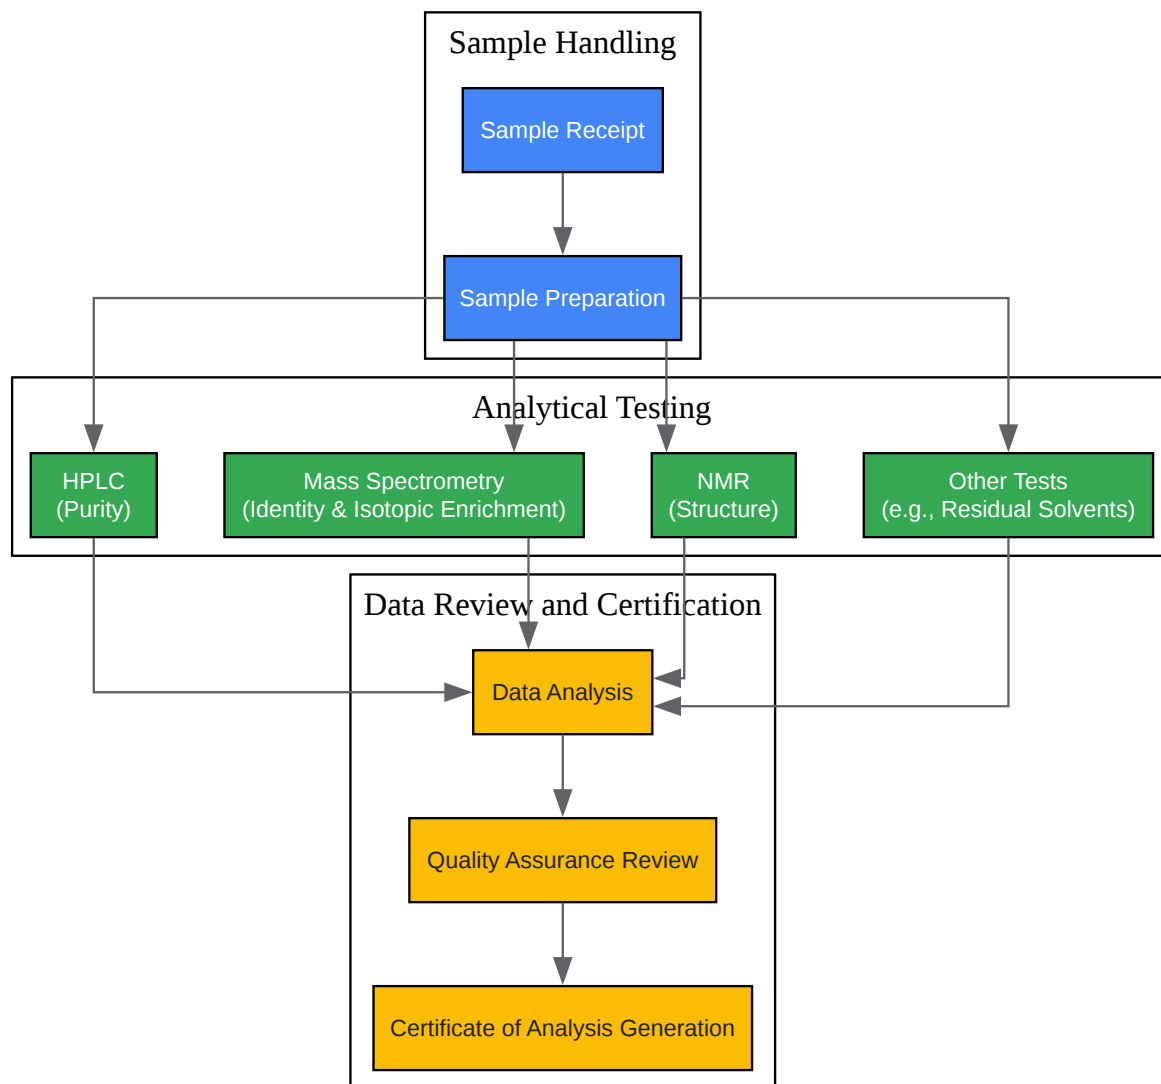 Sample Handling
Sample Receipt
Sample Preparation
Analytical Testing
HPLC
(Purity)
Mass Spectrometry
(Identity & Isotopic Enrichment)
NMR
(Structure)
Other Tests
(e.g., Residual Solvents)
Data Review and Certification
Data Analysis
Quality Assurance Review
Certificate of Analysis Generation